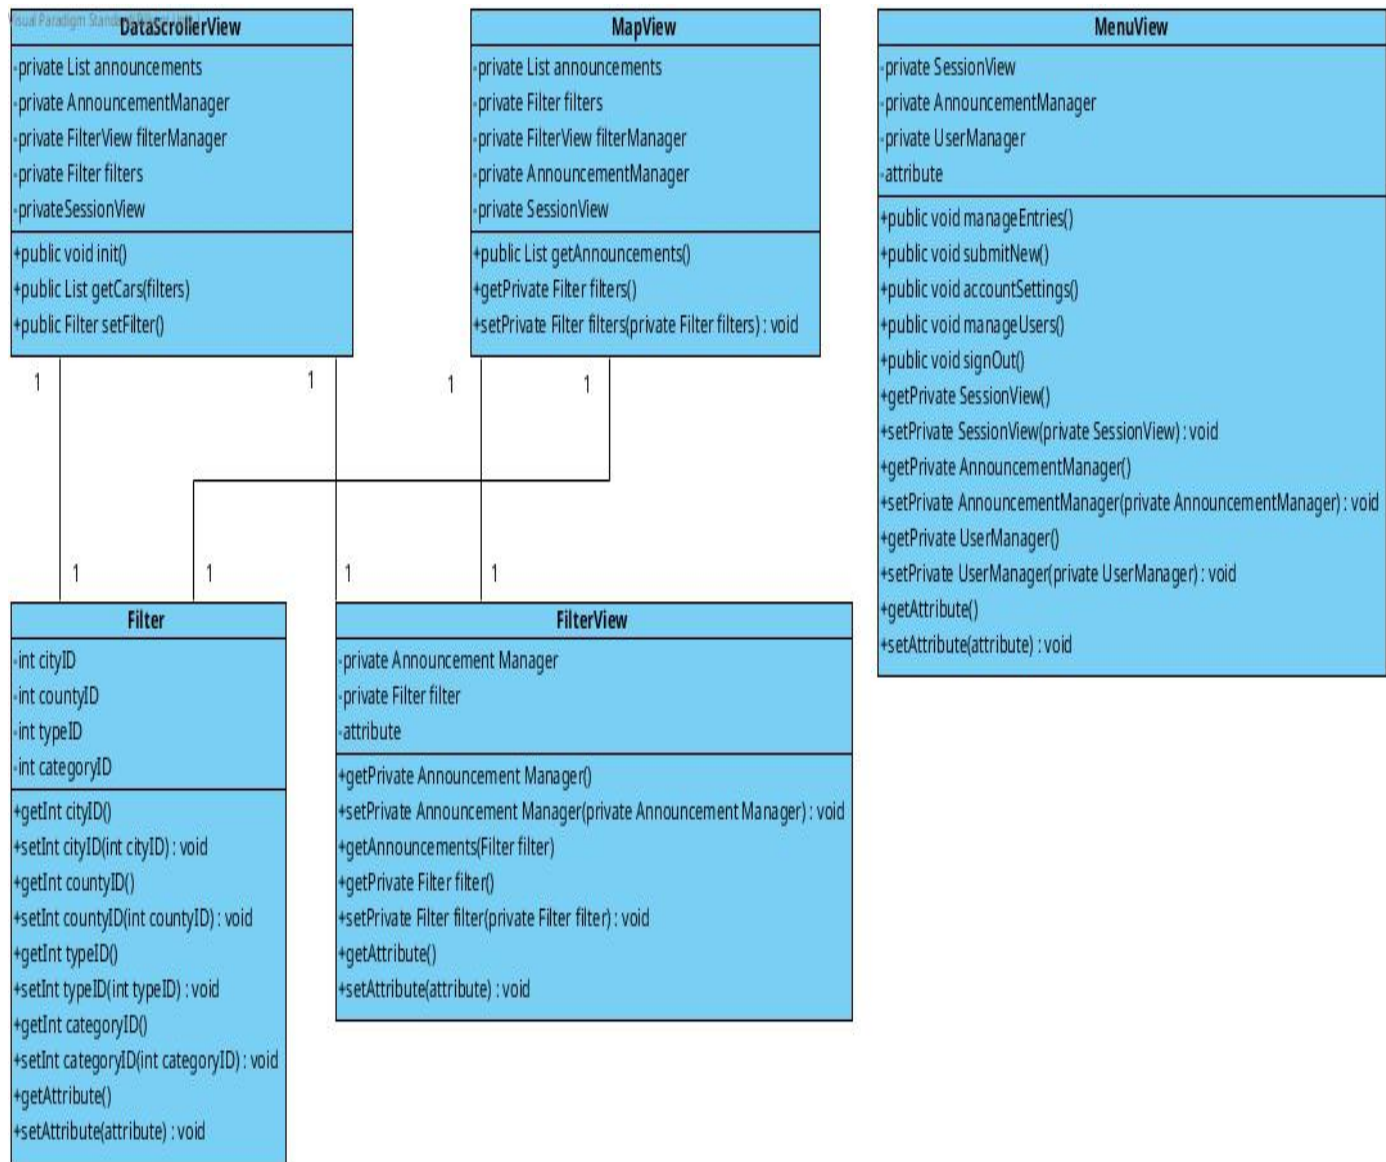 Visual Paradigm Standard
DataScrollerView
-private List announcements
-private AnnouncementManager
-private FilterView filterManager
-private Filter filters
-privateSessionView
+public void init()
+public List getCars(filters)
+public Filter setFilter()
MapView
-private List announcements
-private Filter filters
-private FilterView filterManager
-private AnnouncementManager
-private SessionView
+public List getAnnouncements()
+getPrivate Filter filters()
+setPrivate Filter filters(private Filter filters) : void
MenuView
-private SessionView
-private AnnouncementManager
-private UserManager
-attribute
+public void manageEntries()
+public void submitNew()
+public void accountSettings()
+public void manageUsers()
+public void signOut()
+getPrivate SessionView()
+setPrivate SessionView(private SessionView) : void
+getPrivate AnnouncementManager()
+setPrivate AnnouncementManager(private AnnouncementManager) : void
+getPrivate UserManager()
+setPrivate UserManager(private UserManager) : void
+getAttribute()
+setAttribute(attribute) : void
1 1 1 1
1 1 1 1
Filter
-int cityID
-int countyID
-int typeID
-int categoryID
+getInt cityID()
+setInt cityID(int cityID) : void
+getInt countyID()
+setInt countyID(int countyID) : void
+getInt typeID()
+setInt typeID(int typeID) : void
+getInt categoryID()
+setInt categoryID(int categoryID) : void
+getAttribute()
+setAttribute(attribute) : void
FilterView
-private Announcement Manager
-private Filter filter
-attribute
+getPrivate Announcement Manager()
+setPrivate Announcement Manager(private Announcement Manager) : void
+getAnnouncements(Filter filter)
+getPrivate Filter filter()
+setPrivate Filter filter(private Filter filter) : void
+getAttribute()
+setAttribute(attribute) : void